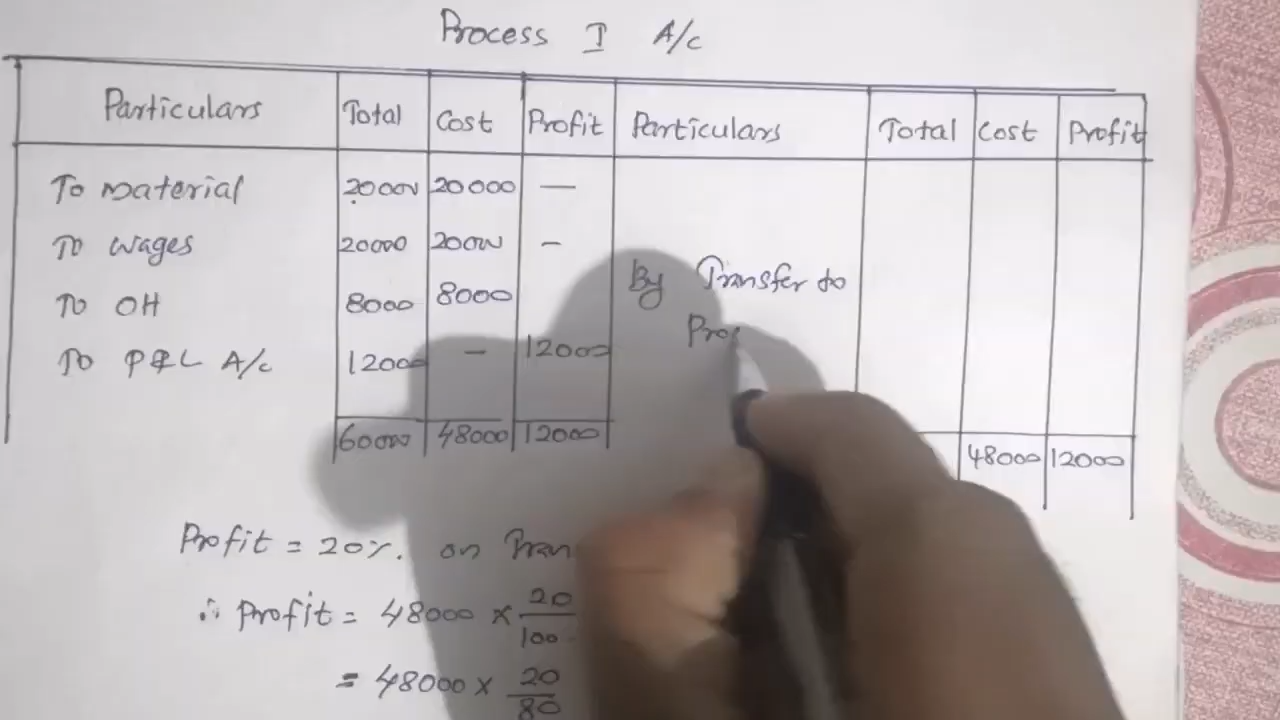 Process I A/c
Particulars Total Cost Profit Particulars Total Cost Profit
To material 20000 20000 —
To wages 20000 20000 —
To OH 8000 8000
By Transfer to
To P&L A/c 12000 — 12000
60000 48000 12000
48000 12000
Profit = 20%. on
∴ Profit = 48000 × 20/100
= 48000 × 20/80